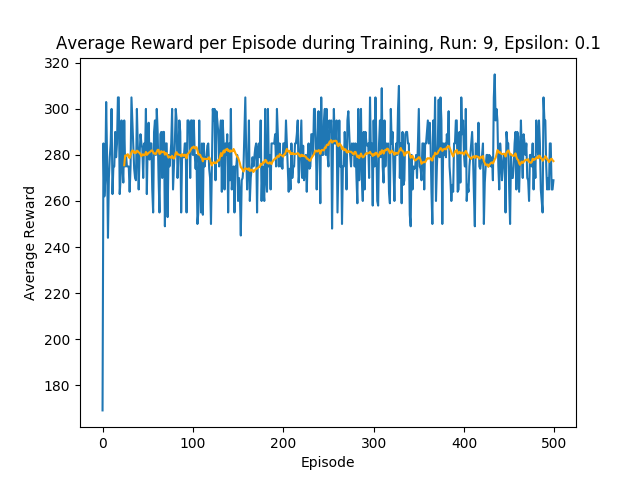 Average Reward per Episode during Training, Run: 9, Epsilon: 0.1
320
300
280
260
240
220
200
180
Average Reward
0 100 200 300 400 500
Episode